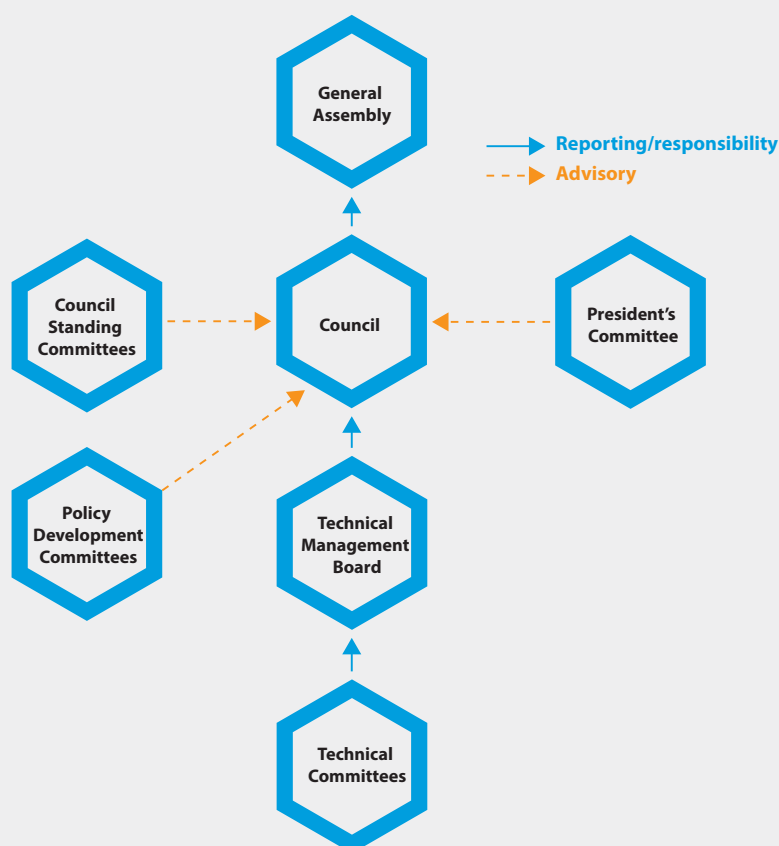 General
Assembly
Reporting/responsibility
Advisory
Council
Standing
Committees
Council
President’s
Committee
Policy
Development
Committees
Technical
Management
Board
Technical
Committees